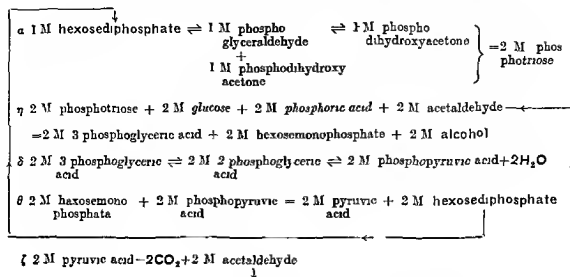 α 1 M hexosediphosphate ⇌ 1 M phospho glyceraldehyde + 1 M phosphodihydroxy acetone ⇌ 1 M phospho dihydroxyacetone } =2 M phos photriose
η 2 M phosphotriose + 2 M glucose + 2 M phosphoric acid + 2 M acetaldehyde
=2 M 3 phosphoglyceric acid + 2 M hexosemonophosphate + 2 M alcohol
δ 2 M 3 phosphoglyceric acid ⇌ 2 M 2 phosphoglyceric acid ⇌ 2 M phosphopyruvic acid+2H₂O
θ 2 M haxosemono phosphata + 2 M phosphopyruvic acid = 2 M pyruvic acid + 2 M hexosediphosphate
ζ 2 M pyruvic acid–2CO₂+2 M acetaldehyde